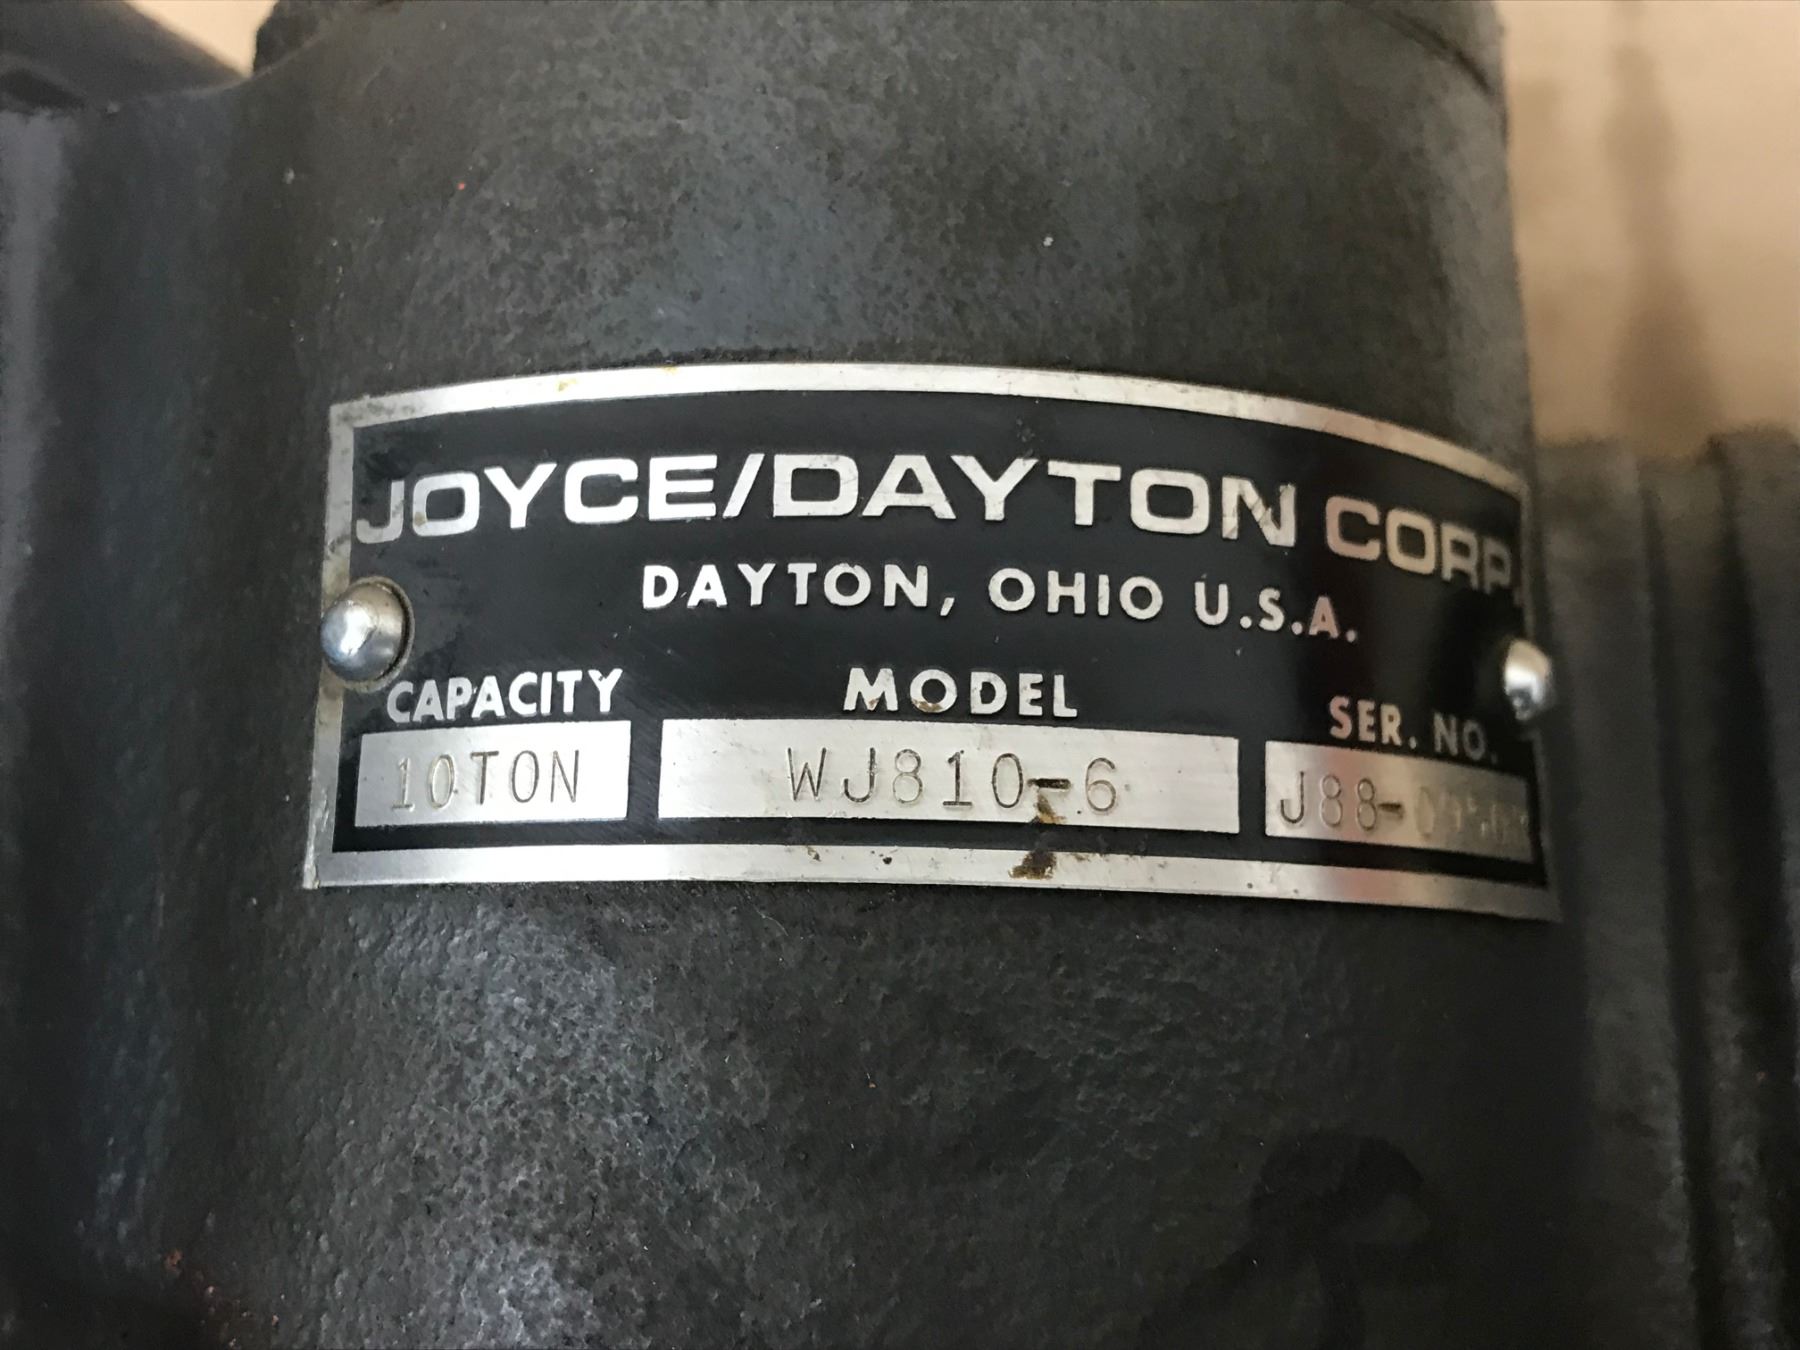 JOYCE/DAYTON CORP.
DAYTON, OHIO U.S.A.
CAPACITY MODEL SER. NO.
10TON WJ810-6